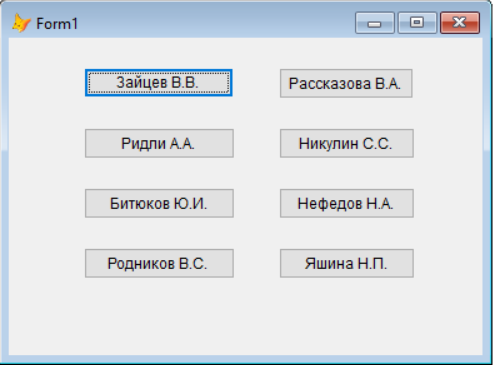 Form1
Зайцев В.В. Рассказова В.А.
Ридли А.А. Никулин С.С.
Битюков Ю.И. Нефедов Н.А.
Родников В.С. Яшина Н.П.